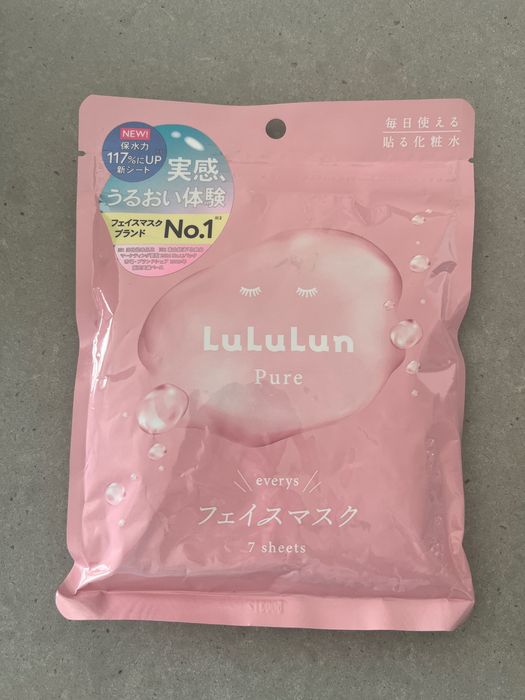 NEW!
保水力
117%にUP
新シート
実感、
うるおい体験
フェイスマスク
ブランド
No.1
毎日使える
貼る化粧水
LuLuLun
Pure
everys
フェイスマスク
7 sheets